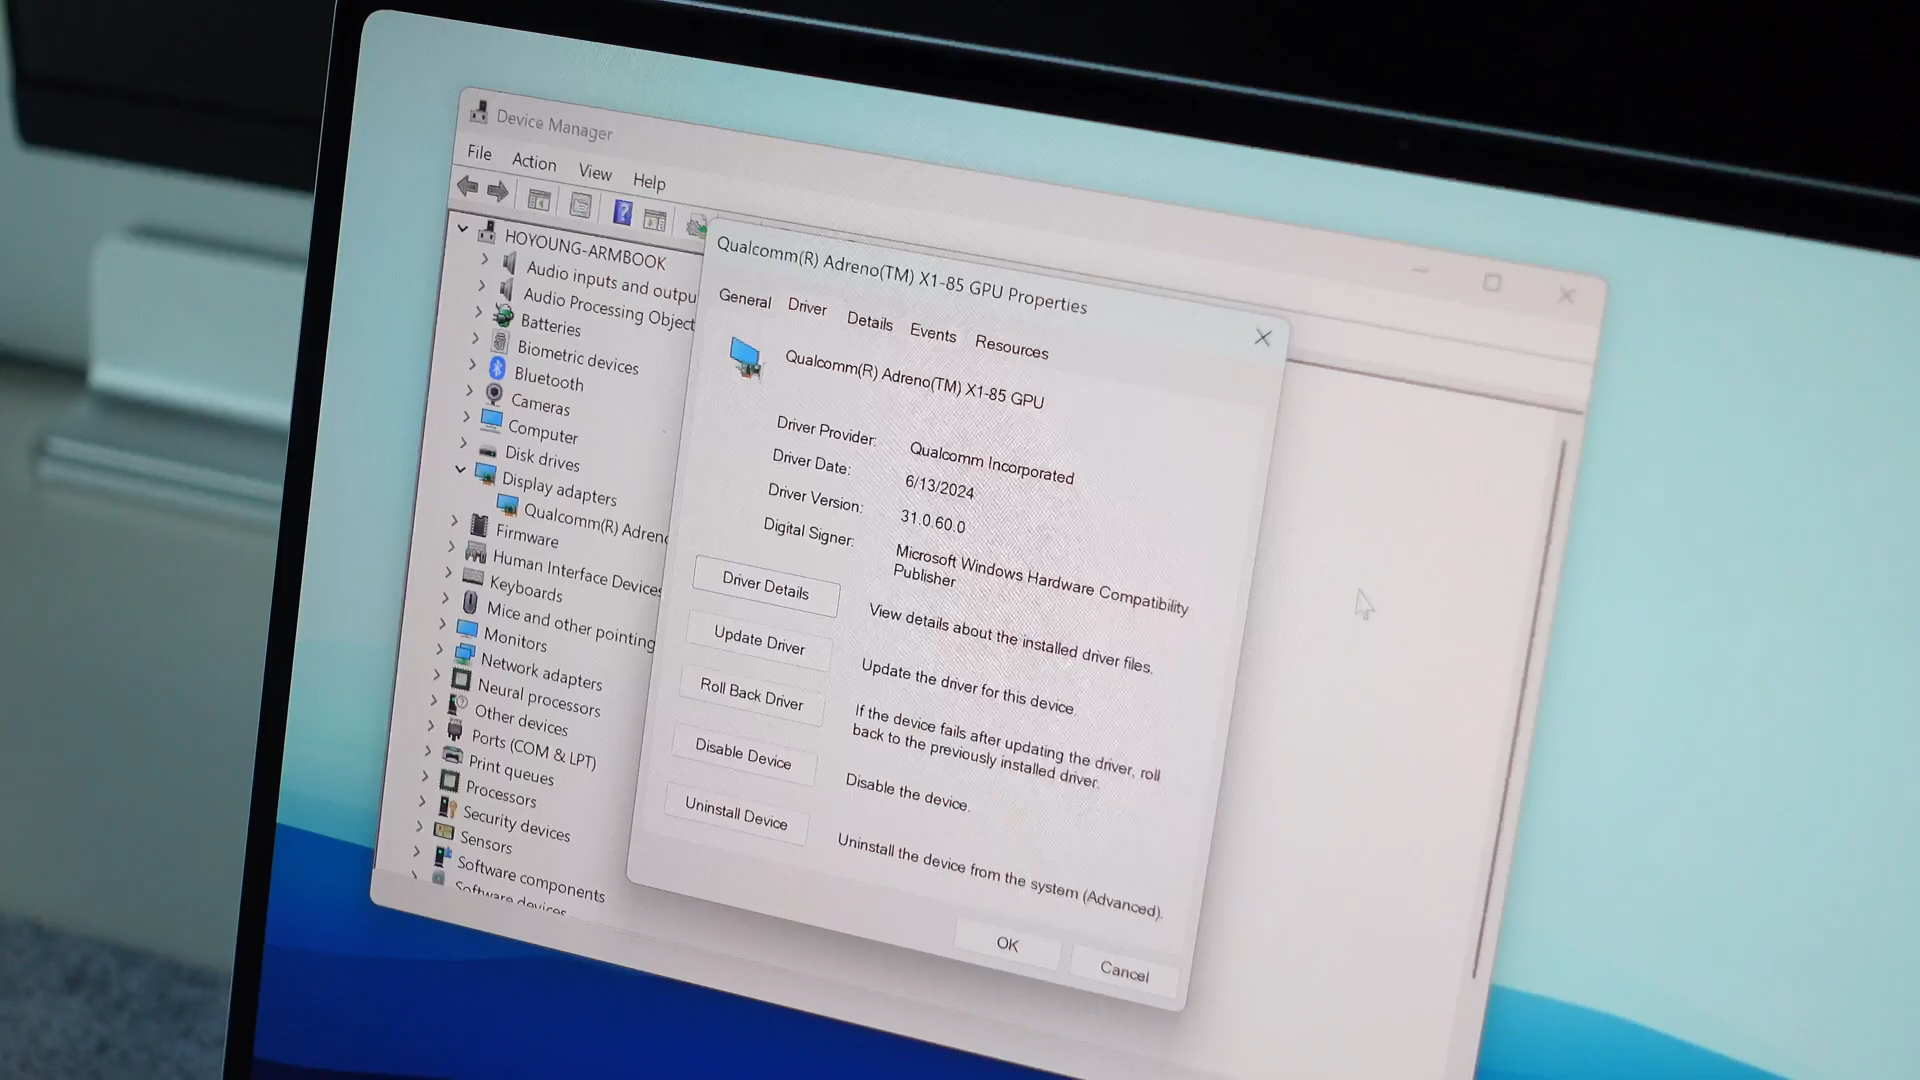 Device Manager
File Action View Help
HOYOUNG-ARMBOOK
Audio inputs and outpu
Audio Processing Object
Batteries
Biometric devices
Bluetooth
Cameras
Computer
Disk drives
Display adapters
Qualcomm(R) Adreno
Firmware
Human Interface Devices
Keyboards
Mice and other pointing
Monitors
Network adapters
Neural processors
Other devices
Ports (COM & LPT)
Print queues
Processors
Security devices
Sensors
Software components
Software devices
Qualcomm(R) Adreno(TM) X1-85 GPU Properties
General Driver Details Events Resources
Qualcomm(R) Adreno(TM) X1-85 GPU
Driver Provider: Qualcomm Incorporated
Driver Date: 6/13/2024
Driver Version: 31.0.60.0
Digital Signer: Microsoft Windows Hardware Compatibility
Publisher
Driver Details View details about the installed driver files.
Update Driver Update the driver for this device.
Roll Back Driver If the device fails after updating the driver, roll
back to the previously installed driver.
Disable Device Disable the device.
Uninstall Device Uninstall the device from the system (Advanced).
OK Cancel